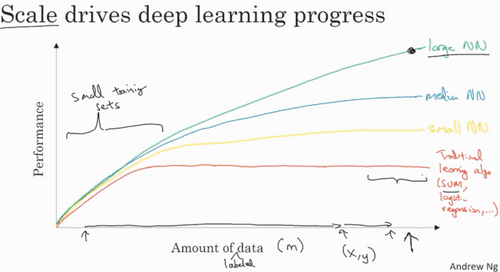 Scale drives deep learning progress
large NN
small training
sets
medium NN
small NN
Traditional
learning algo
(SVM,
logistic
regression,...)
Performance
Amount of data (m)
labeled
(x,y)
Andrew Ng